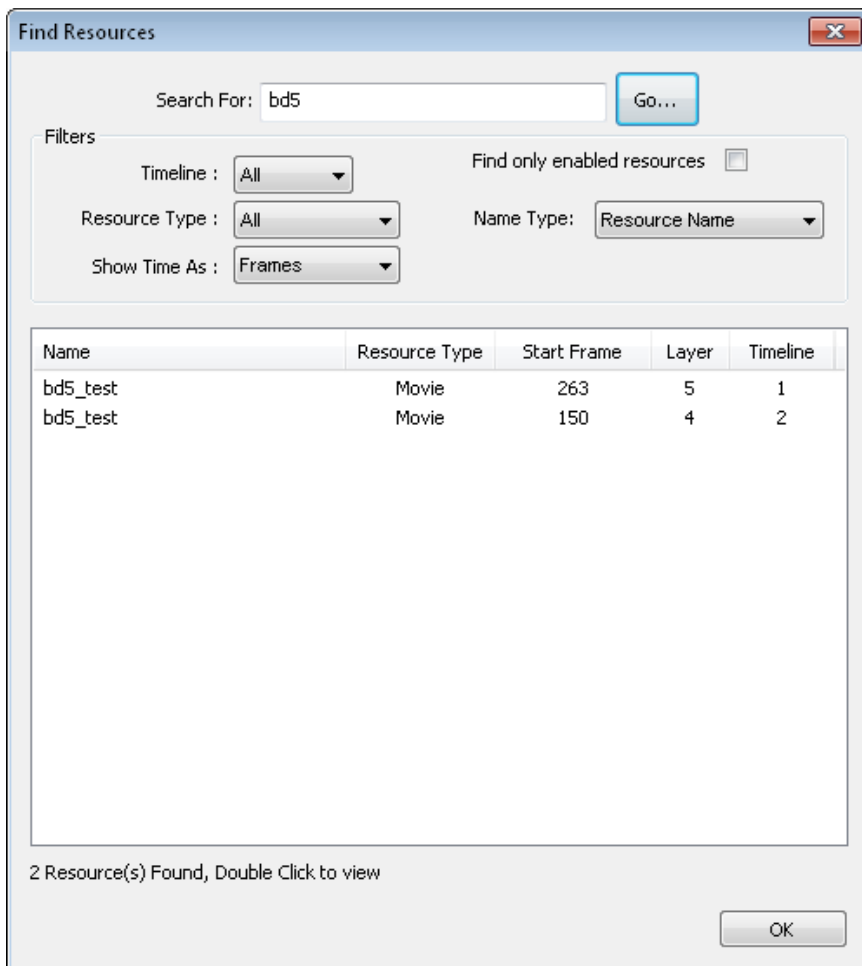 Find Resources
Search For: bd5 Go...
Filters
Timeline : All Find only enabled resources
Resource Type : All Name Type: Resource Name
Show Time As : Frames
Name Resource Type Start Frame Layer Timeline
bd5_test Movie 263 5 1
bd5_test Movie 150 4 2
2 Resource(s) Found, Double Click to view
OK